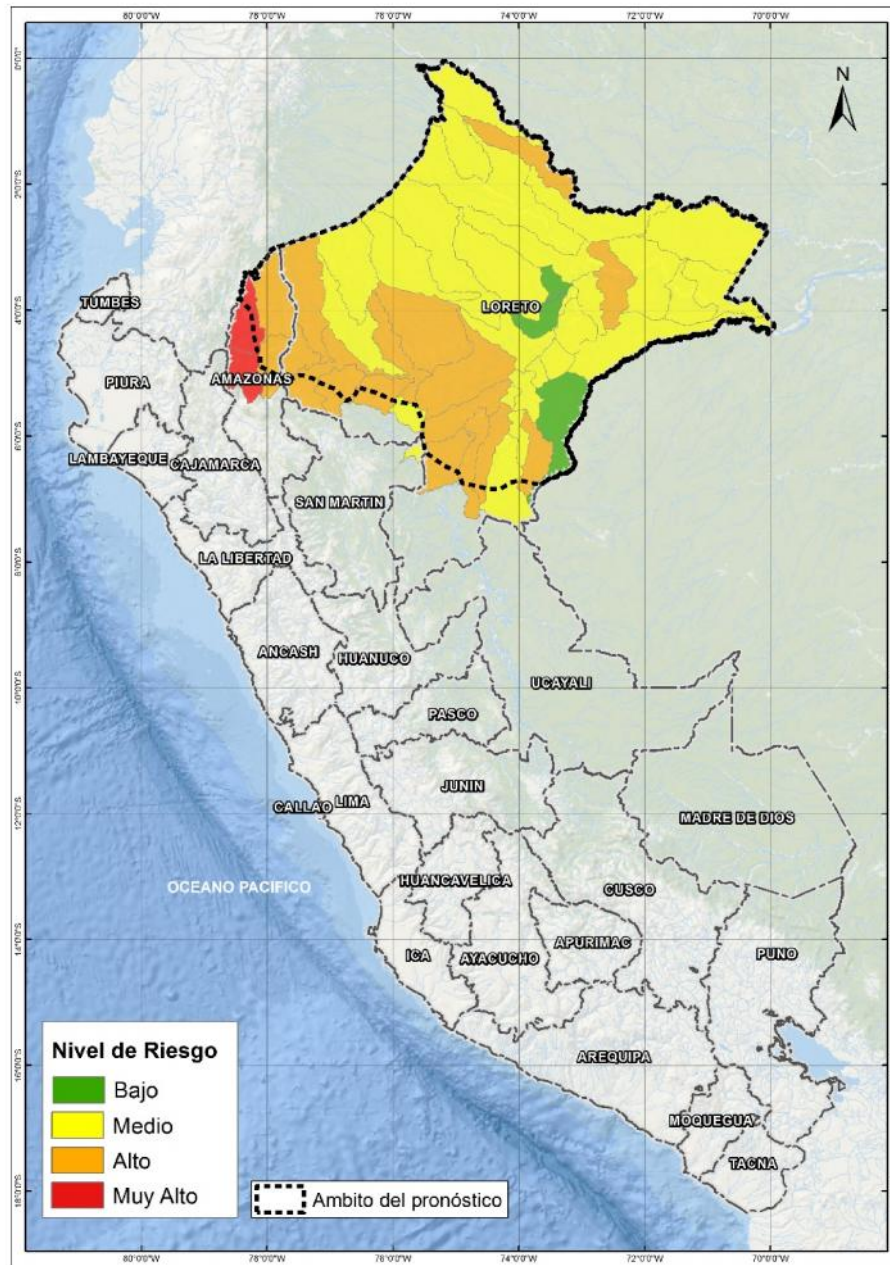 80°0'0"W
78°0'0"W
76°0'0"W
74°0'0"W
72°0'0"W
70°0'0"W
N
0°0'0"
2°0'0"S
4°0'0"S
6°0'0"S
8°0'0"S
10°0'0"S
12°0'0"S
14°0'0"S
16°0'0"S
18°0'0"S
LORETO
TUMBES
AMAZONAS
PIURA
LAMBAYEQUE
CAJAMARCA
SAN MARTIN
LA LIBERTAD
ANCASH
HUANUCO
UCAYALI
PASCO
JUNIN
CALLAO
LIMA
MADRE DE DIOS
OCEANO PACIFICO
HUANCAVELICA
CUSCO
ICA
AYACUCHO
APURIMAC
PUNO
AREQUIPA
MOQUEGUA
TACNA
Nivel de Riesgo
Bajo
Medio
Alto
Muy Alto
Ambito del pronóstico
80°0'0"W
78°0'0"W
76°0'0"W
74°0'0"W
72°0'0"W
70°0'0"W